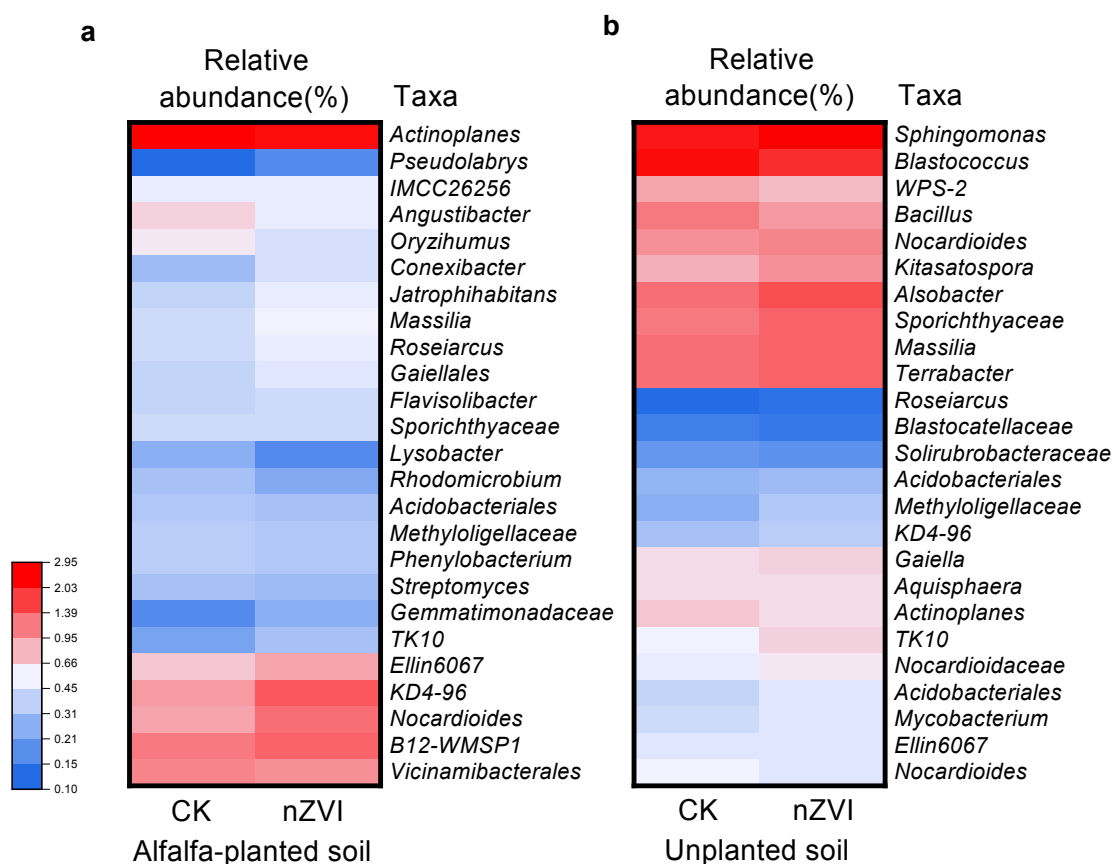 a
Relative
abundance(%)
Taxa
Actinoplanes
Pseudolabrys
IMCC26256
Angustibacter
Oryzihumus
Conexibacter
Jatrophihabitans
Massilia
Roseiarcus
Gaiellales
Flavisolibacter
Sporichthyaceae
Lysobacter
Rhodomicrobium
Acidobacteriales
Methyloligellaceae
Phenylobacterium
Streptomyces
Gemmatimonadaceae
TK10
Ellin6067
KD4-96
Nocardioides
B12-WMSP1
Vicinamibacterales
CK
nZVI
Alfalfa-planted soil
2.95
2.03
1.39
0.95
0.66
0.45
0.31
0.21
0.15
0.10
b
Relative
abundance(%)
Taxa
Sphingomonas
Blastococcus
WPS-2
Bacillus
Nocardioides
Kitasatospora
Alsobacter
Sporichthyaceae
Massilia
Terrabacter
Roseiarcus
Blastocatellaceae
Solirubrobacteraceae
Acidobacteriales
Methyloligellaceae
KD4-96
Gaiella
Aquisphaera
Actinoplanes
TK10
Nocardioidaceae
Acidobacteriales
Mycobacterium
Ellin6067
Nocardioides
CK
nZVI
Unplanted soil